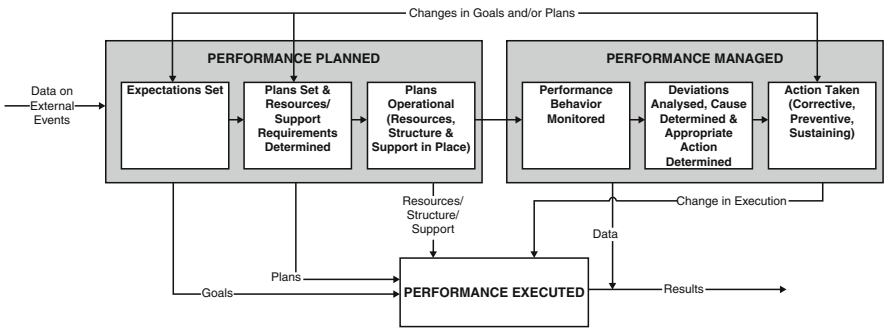 Changes in Goals and/or Plans
PERFORMANCE PLANNED
PERFORMANCE MANAGED
Data on
External
Events
Expectations Set
Plans Set &
Resources/
Support
Requirements
Determined
Plans
Operational
(Resources,
Structure &
Support in Place)
Performance
Behavior
Monitored
Deviations
Analysed, Cause
Determined &
Appropriate
Action
Determined
Action Taken
(Corrective,
Preventive,
Sustaining)
Resources/
Structure/
Support
Change in Execution
Data
Plans
Goals
PERFORMANCE EXECUTED
Results